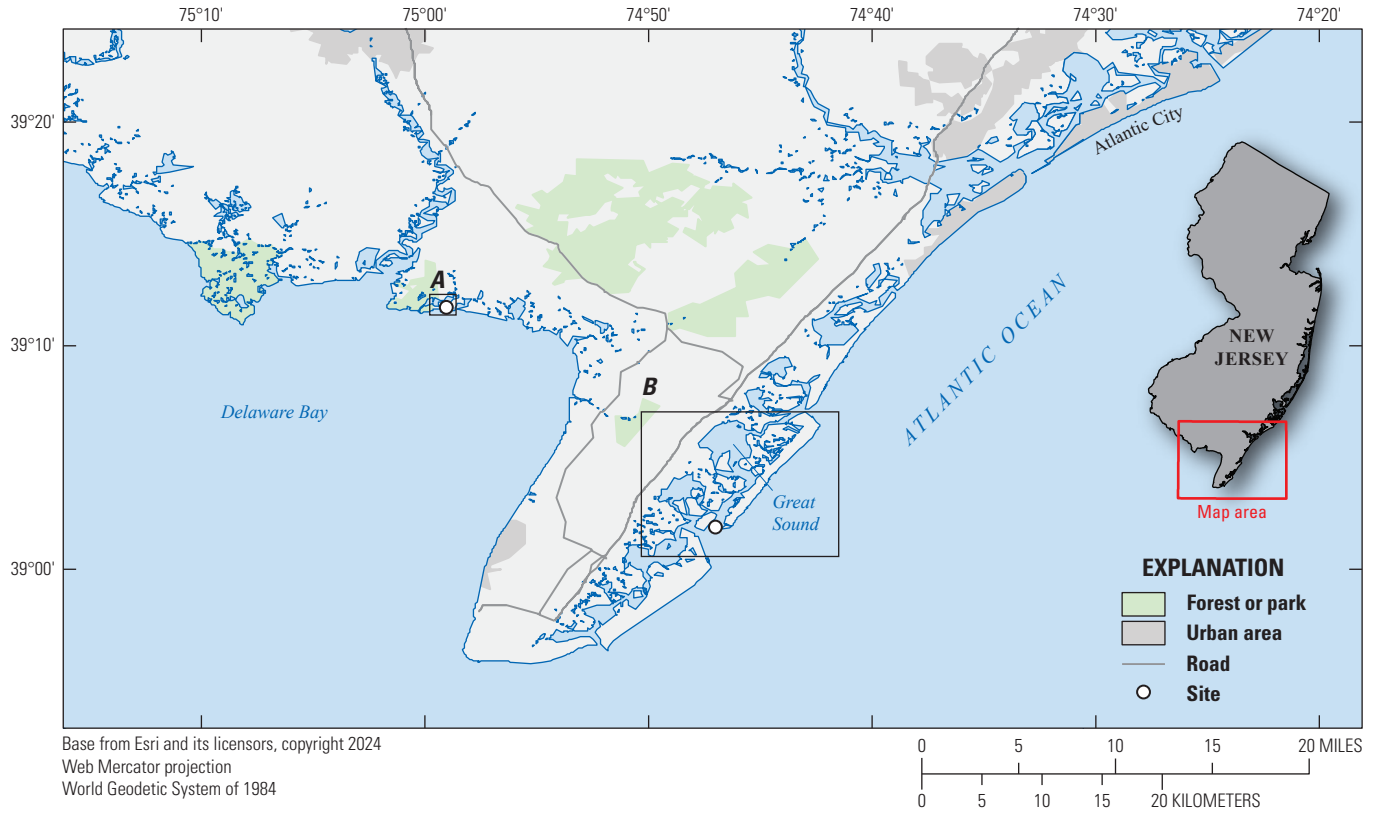 75°10'
75°00'
74°50'
74°40'
74°30'
74°20'
39°20'
39°10'
39°00'
Atlantic City
A
B
Delaware Bay
ATLANTIC OCEAN
Great
Sound
NEW
JERSEY
Map area
EXPLANATION
Forest or park
Urban area
Road
Site
Base from Esri and its licensors, copyright 2024
Web Mercator projection
World Geodetic System of 1984
0 5 10 15 20 MILES
0 5 10 15 20 KILOMETERS